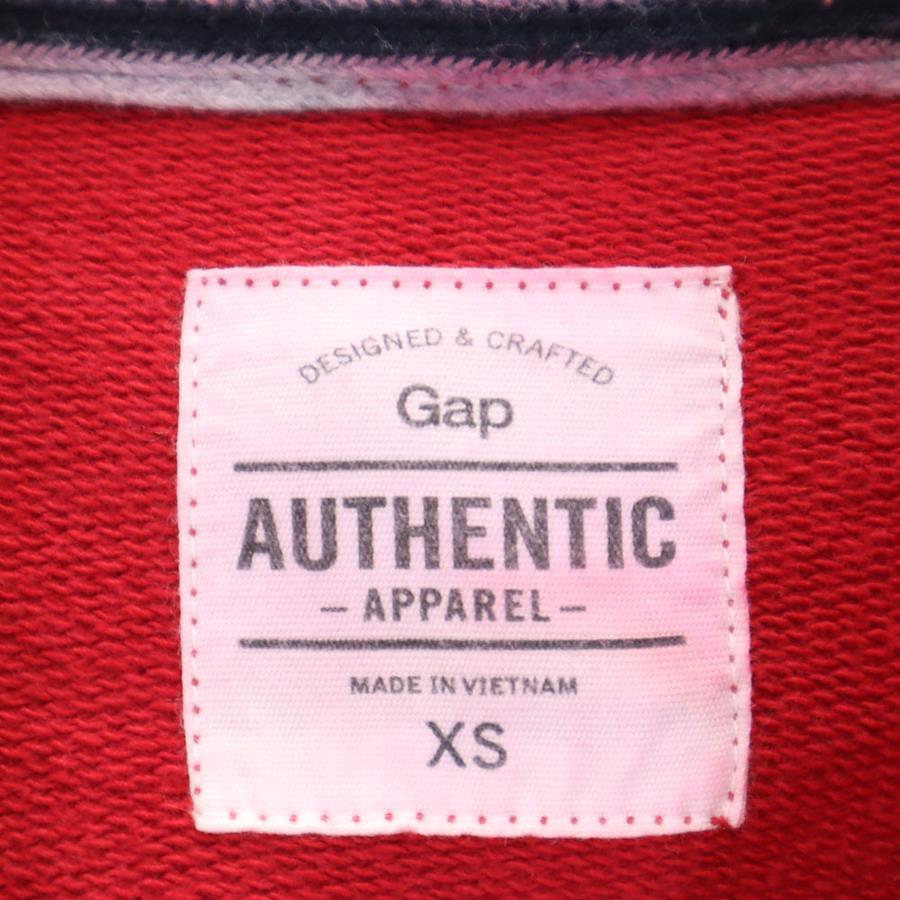 DESIGNED & CRAFTED
Gap
AUTHENTIC
– APPAREL –
MADE IN VIETNAM
XS